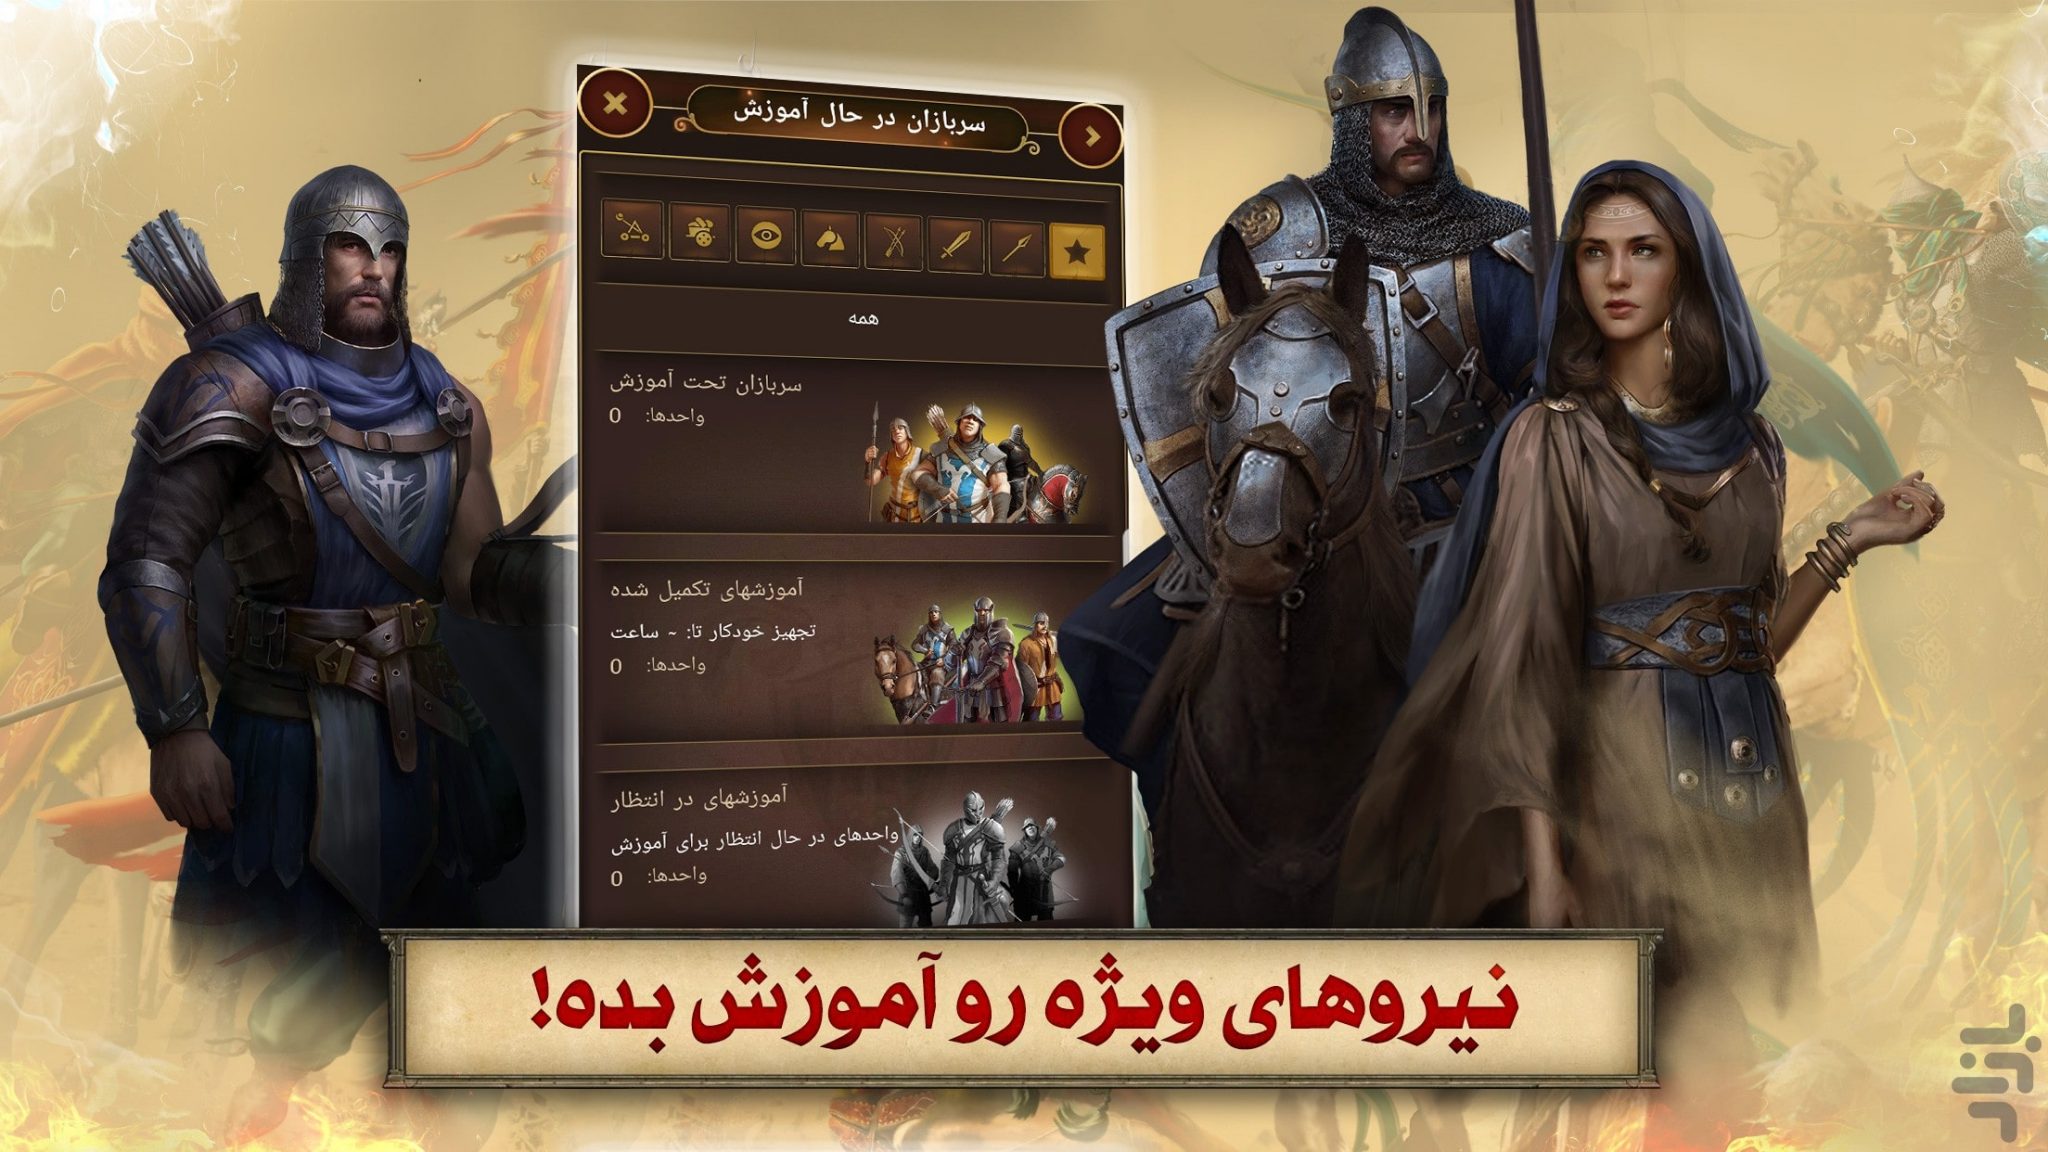 سربازان در حال آموزش
همه
سربازان تحت آموزش
واحدها: 0
آموزشهای تکمیل شده
تجهیز خودکار تا: ~ ساعت
واحدها: 0
آموزشهای در انتظار
واحدهای در حال انتظار برای آموزش
واحدها: 0
نیروهای ویژه رو آموزش بده!
بازار